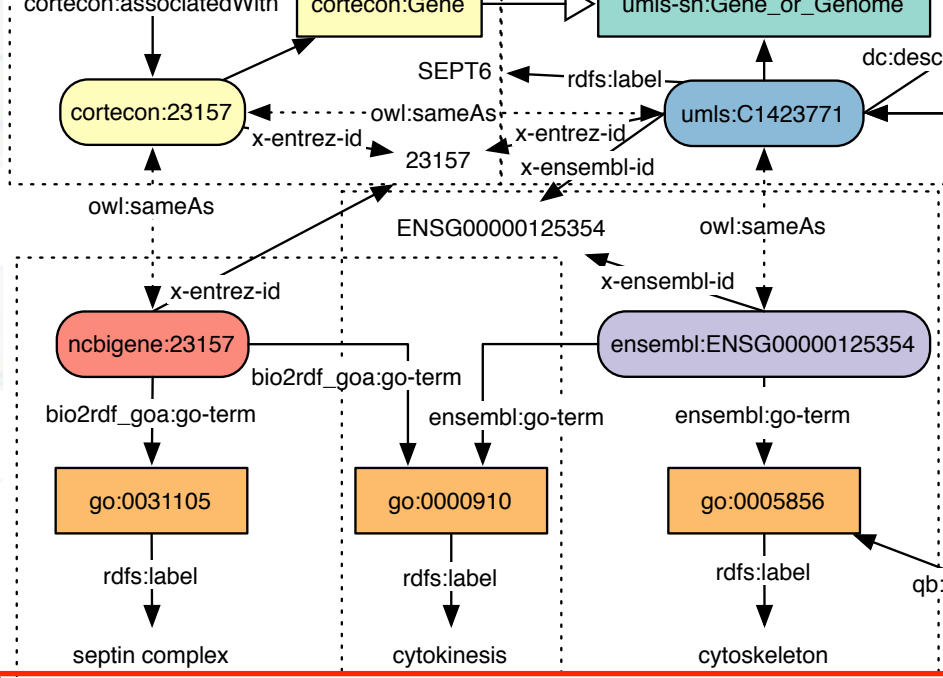 cortecon:associatedWith
cortecon:Gene
umls-sn:Gene_or_Genome
dc:desc
SEPT6
rdfs:label
cortecon:23157
owl:sameAs
umls:C1423771
x-entrez-id
x-entrez-id
23157
x-ensembl-id
owl:sameAs
ENSG00000125354
owl:sameAs
x-entrez-id
x-ensembl-id
ncbigene:23157
ensembl:ENSG00000125354
bio2rdf_goa:go-term
bio2rdf_goa:go-term
ensembl:go-term
ensembl:go-term
go:0031105
go:0000910
go:0005856
rdfs:label
rdfs:label
rdfs:label
qb:
septin complex
cytokinesis
cytoskeleton